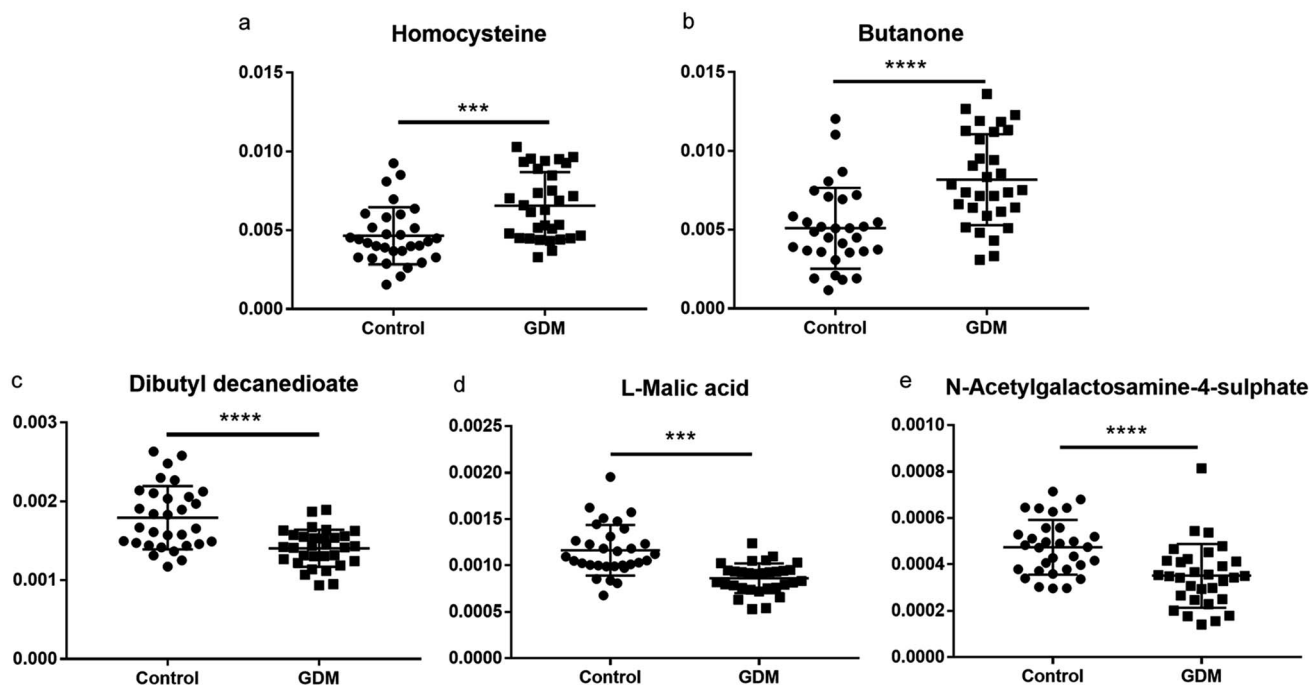 a
Homocysteine
0.015
0.010
0.005
0.000
***
Control
GDM
b
Butanone
0.015
0.010
0.005
0.000
****
Control
GDM
c
Dibutyl decanedioate
0.003
0.002
0.001
0.000
****
Control
GDM
d
L-Malic acid
0.0025
0.0020
0.0015
0.0010
0.0005
0.0000
***
Control
GDM
e
N-Acetylgalactosamine-4-sulphate
0.0010
0.0008
0.0006
0.0004
0.0002
0.0000
****
Control
GDM